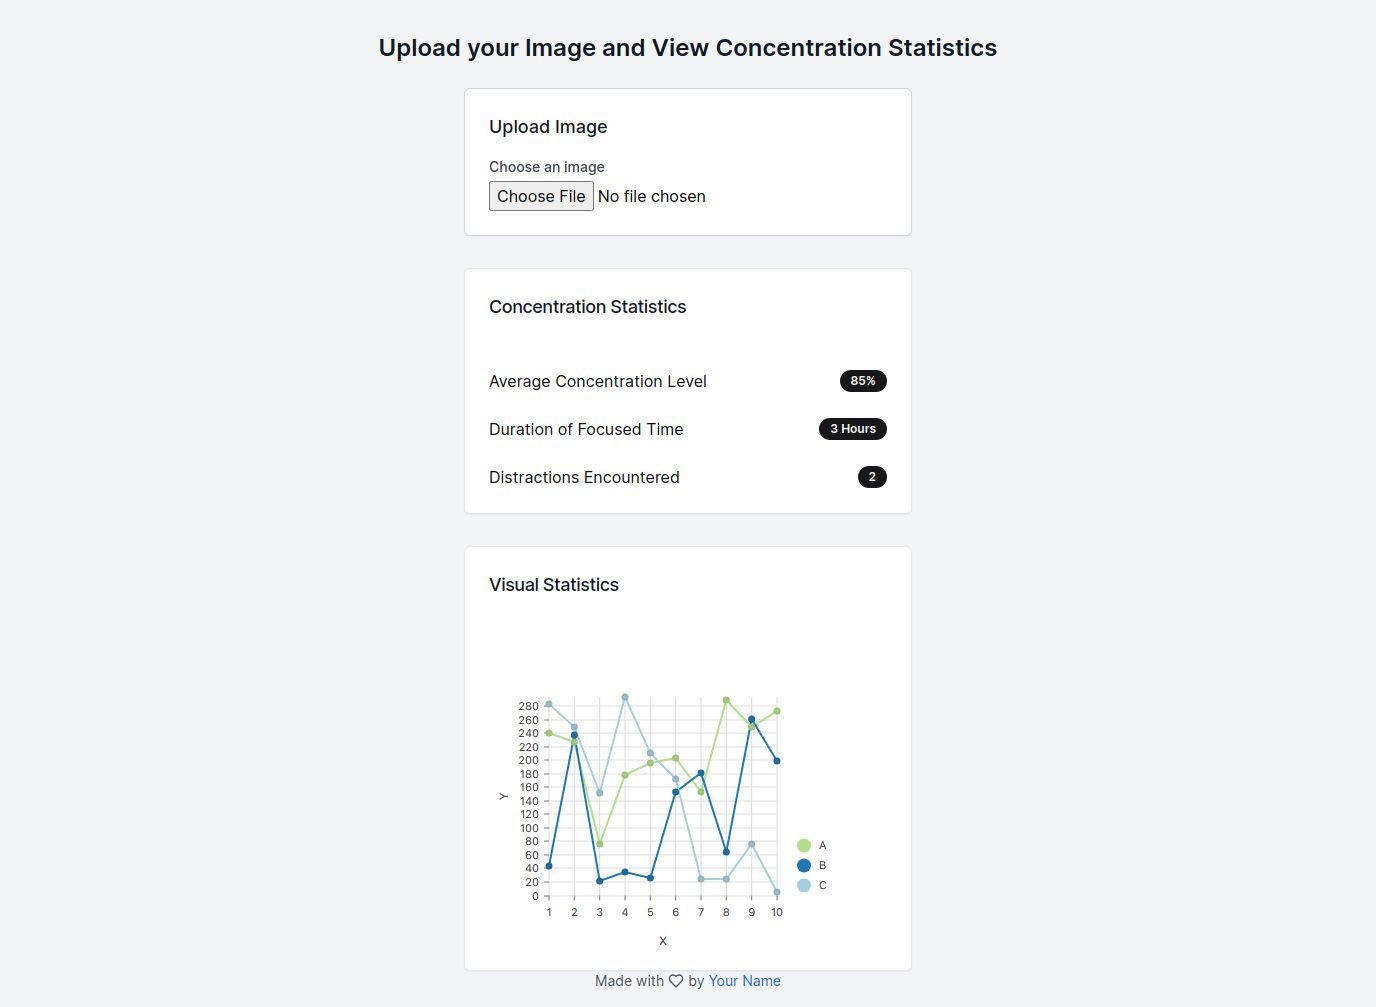 Upload your Image and View Concentration Statistics
Upload Image
Choose an image
Choose File No file chosen
Concentration Statistics
Average Concentration Level 85%
Duration of Focused Time 3 Hours
Distractions Encountered 2
Visual Statistics
280
260
240
220
200
180
160
140
120
100
80
60
40
20
0
Y
1 2 3 4 5 6 7 8 9 10
X
A
B
C
Made with by Your Name